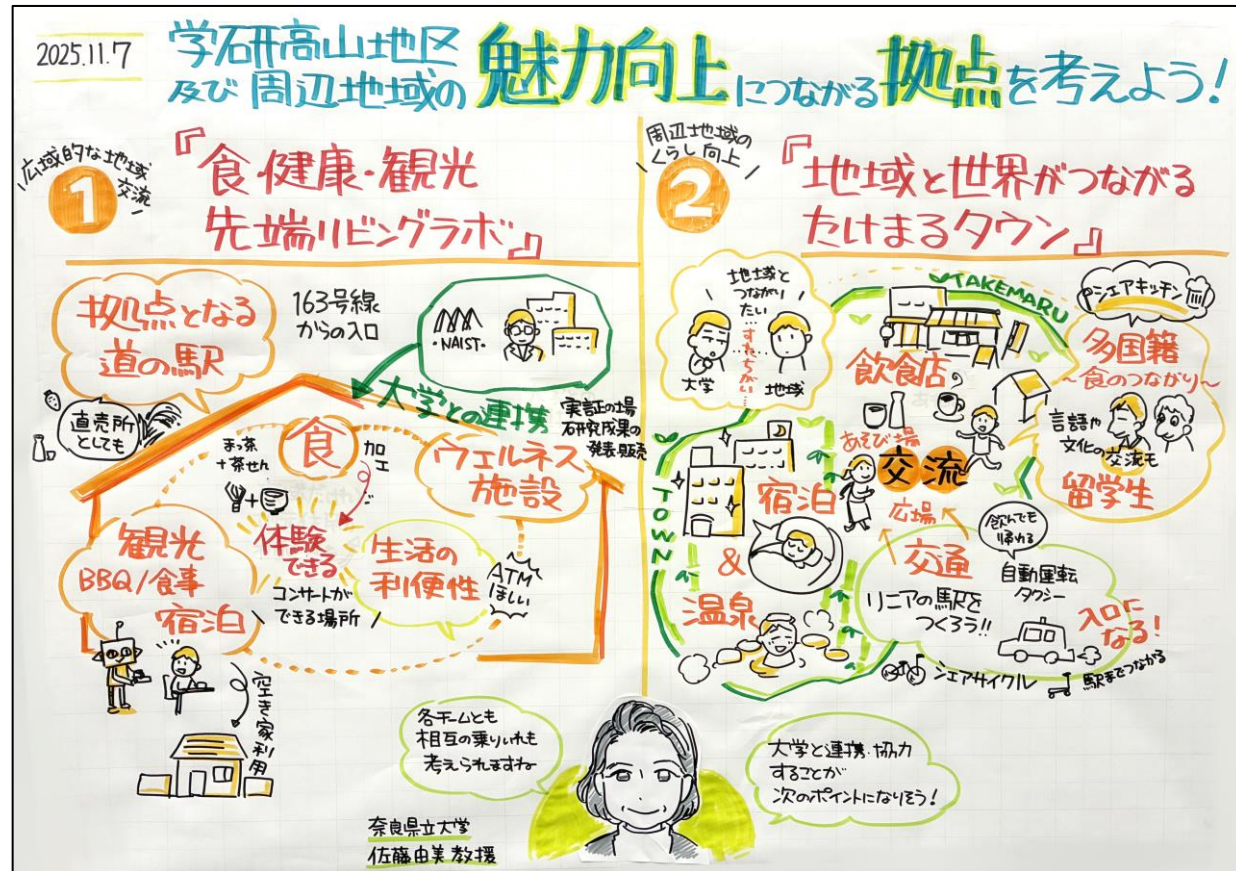 2025.11.7
学研高山地区
及び周辺地域の魅力向上につながる拠点を考えよう!
広域的な地域
交流
1
『食・健康・観光
先端リビングラボ』
拠点となる
道の駅
163号線
からの入口
・NAIST・
大学との連携
実証の場
研究成果の
発表・販売
直売所
としても
まっ茶
+茶せん
+
食
加工
ウェルネス
施設
体験
できる
コンサートが
できる場所
観光
BBQ/食事
宿泊
生活の
利便性
ATM
ほしい
空き家利用
周辺地域の
くらし向上
2
『地域と世界がつながる
たけまるタウン』
地域と
つながり
たい
…すれちがい…
大学
地域
TAKEMARU
TOWN
飲食店
シェアキッチン
多国籍
~食のつながり~
言語や
文化の交流も
留学生
あそび場
交流
広場
宿泊
&
温泉
交通
リニアの駅を
つくろう!!
飲んでも
帰れる
自動運転
タクシー
入口に
なる!
シェアサイクル
駅までつながる
各チームとも
相互の乗り入れも
考えられますね
大学と連携・協力
することが
次のポイントになりそう!
奈良県立大学
佐藤由美教授